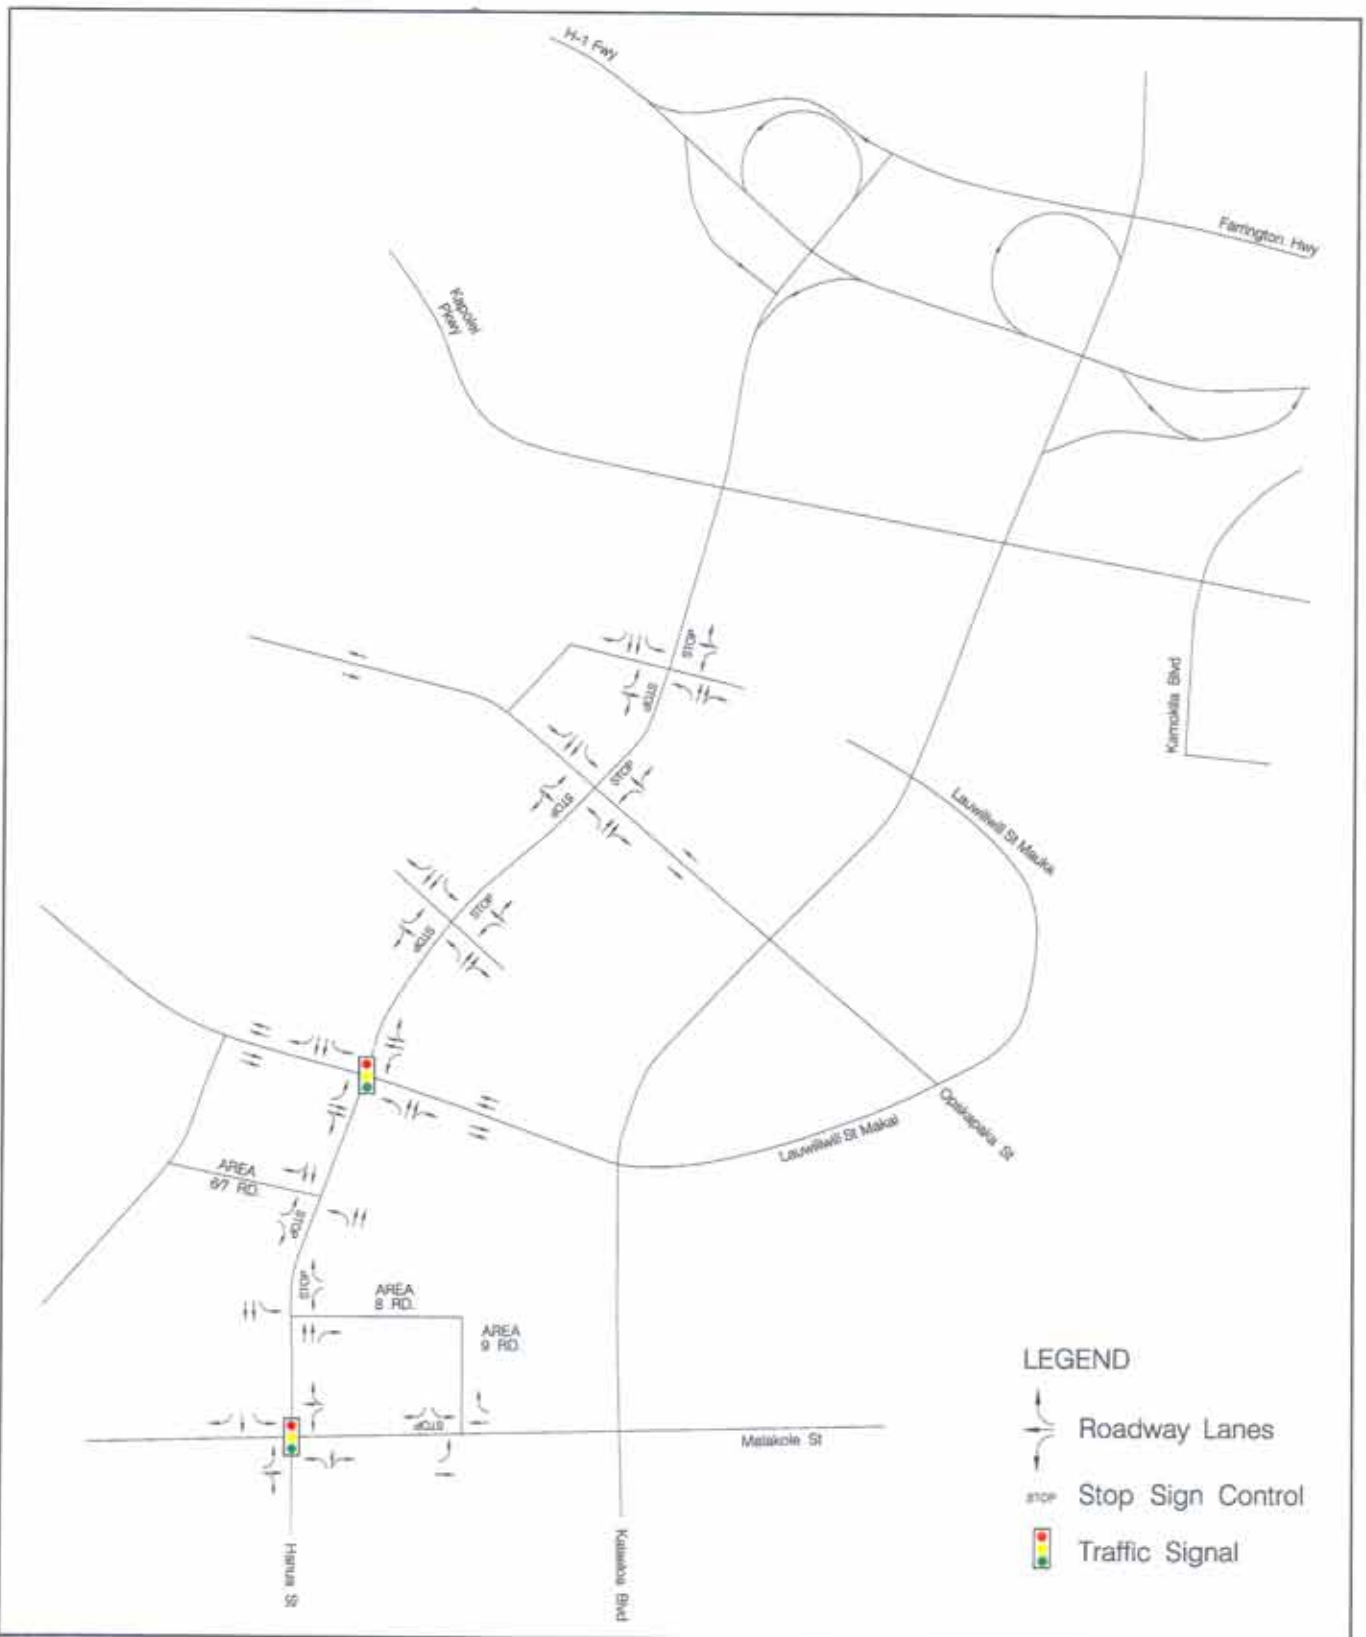 H-1 Fwy
Farrington Hwy
Kapolei
Pkwy
STOP
STOP
Kamokila Blvd
STOP
STOP
Lauwiliwili St Mauka
STOP
STOP
Opakapaka St
Lauwiliwili St Makai
AREA
6/7 RD.
STOP
STOP
AREA
8 RD.
AREA
9 RD.
STOP
Malakole St
Hanua St
Kalaeloa Blvd
LEGEND
Roadway Lanes
STOP Stop Sign Control
Traffic Signal